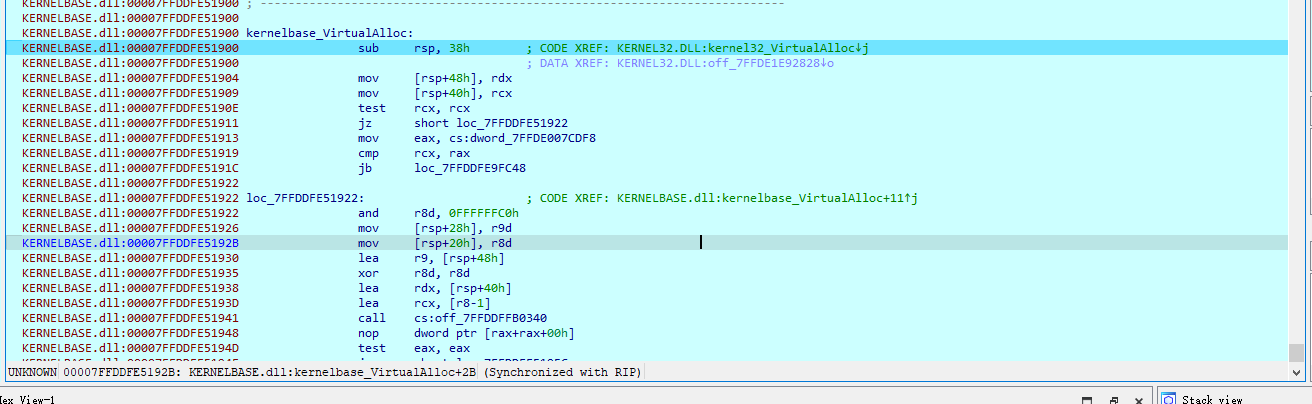 KERNELBASE.dll:00007FFDDFE51900 ; ---------------------------------------------------------------------------
KERNELBASE.dll:00007FFDDFE51900
KERNELBASE.dll:00007FFDDFE51900 kernelbase_VirtualAlloc:
KERNELBASE.dll:00007FFDDFE51900 sub rsp, 38h ; CODE XREF: KERNEL32.DLL:kernel32_VirtualAlloc↓j
KERNELBASE.dll:00007FFDDFE51900 ; DATA XREF: KERNEL32.DLL:off_7FFDE1E92828↓o
KERNELBASE.dll:00007FFDDFE51904 mov [rsp+48h], rdx
KERNELBASE.dll:00007FFDDFE51909 mov [rsp+40h], rcx
KERNELBASE.dll:00007FFDDFE5190E test rcx, rcx
KERNELBASE.dll:00007FFDDFE51911 jz short loc_7FFDDFE51922
KERNELBASE.dll:00007FFDDFE51913 mov eax, cs:dword_7FFDE007CDF8
KERNELBASE.dll:00007FFDDFE51919 cmp rcx, rax
KERNELBASE.dll:00007FFDDFE5191C jb loc_7FFDDFE9FC48
KERNELBASE.dll:00007FFDDFE51922
KERNELBASE.dll:00007FFDDFE51922 loc_7FFDDFE51922: ; CODE XREF: KERNELBASE.dll:kernelbase_VirtualAlloc+11↑j
KERNELBASE.dll:00007FFDDFE51922 and r8d, 0FFFFFFC0h
KERNELBASE.dll:00007FFDDFE51926 mov [rsp+28h], r9d
KERNELBASE.dll:00007FFDDFE5192B mov [rsp+20h], r8d
KERNELBASE.dll:00007FFDDFE51930 lea r9, [rsp+48h]
KERNELBASE.dll:00007FFDDFE51935 xor r8d, r8d
KERNELBASE.dll:00007FFDDFE51938 lea rdx, [rsp+40h]
KERNELBASE.dll:00007FFDDFE5193D lea rcx, [r8-1]
KERNELBASE.dll:00007FFDDFE51941 call cs:off_7FFDDFFB0340
KERNELBASE.dll:00007FFDDFE51948 nop dword ptr [rax+rax+00h]
KERNELBASE.dll:00007FFDDFE5194D test eax, eax
UNKNOWN 00007FFDDFE5192B: KERNELBASE.dll:kernelbase_VirtualAlloc+2B (Synchronized with RIP)
Hex View-1
Stack view